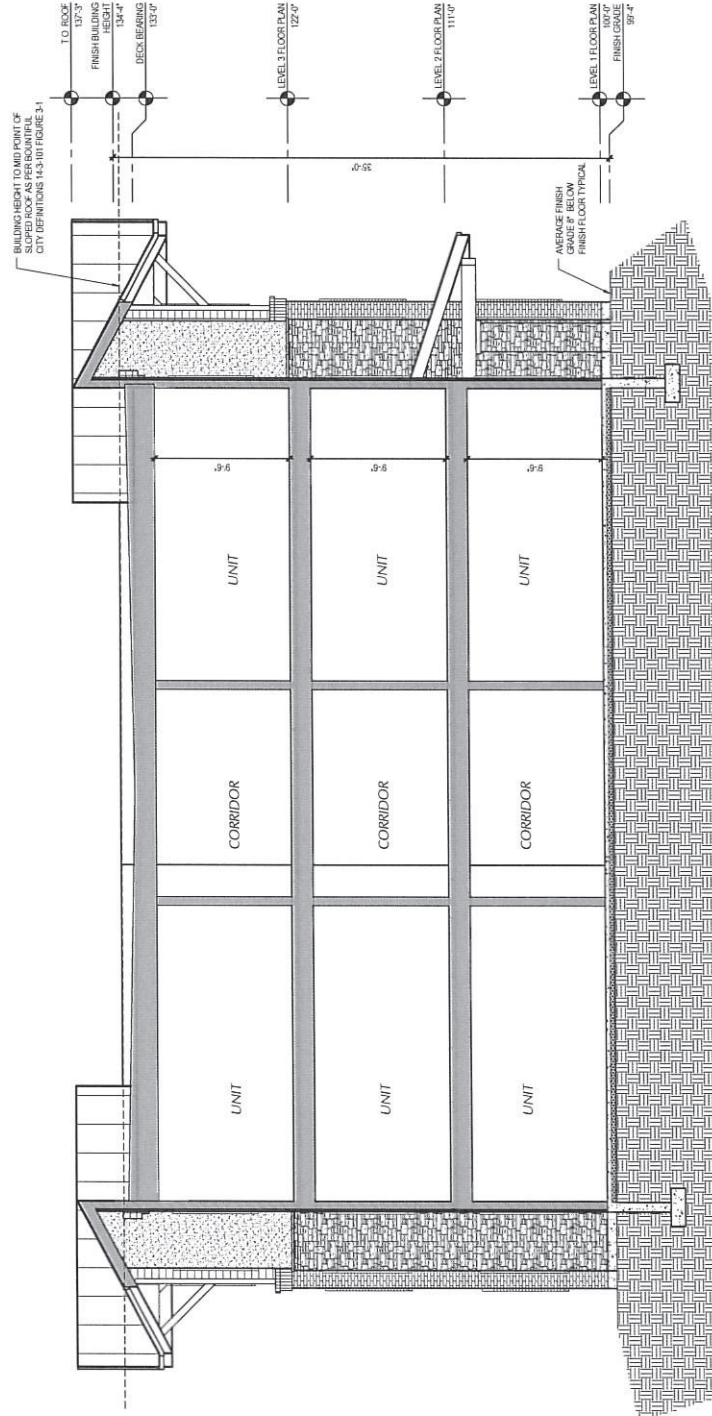 BUILDING HEIGHT TO MID POINT OF
SLOPED ROOF AS PER BOUNTIFUL
CITY DEFINITIONS 14-3-101 FIGURE 3-1
T.O. ROOF
137'-3"
FINISH BUILDING
HEIGHT
134'-4"
DECK BEARING
133'-0"
LEVEL 3 FLOOR PLAN
122'-0"
LEVEL 2 FLOOR PLAN
111'-0"
LEVEL 1 FLOOR PLAN
100'-0"
FINISH GRADE
99'-4"
35'-0"
AVERAGE FINISH
GRADE 8" BELOW
FINISH FLOOR TYPICAL
UNIT
CORRIDOR
UNIT
9'-6"
UNIT
CORRIDOR
UNIT
9'-6"
UNIT
CORRIDOR
UNIT
9'-6"